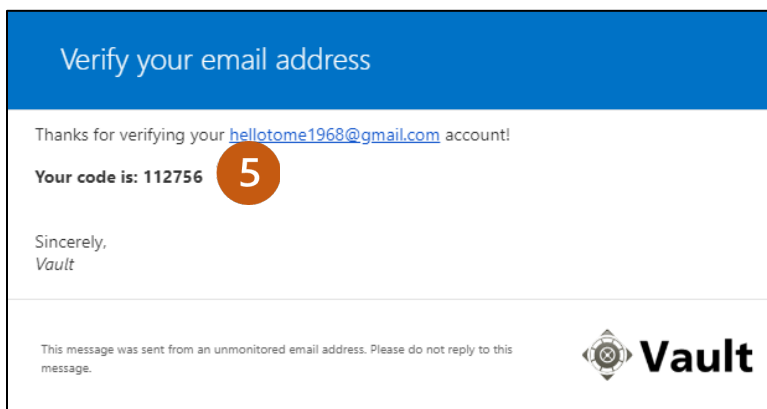 Verify your email address
Thanks for verifying your hellotome1968@gmail.com account!
Your code is: 112756
5
Sincerely,
Vault
This message was sent from an unmonitored email address. Please do not reply to this
message.
Vault